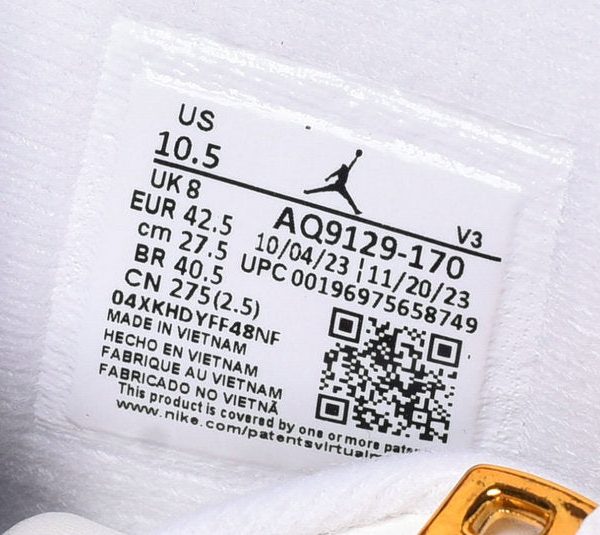 US
10.5
UK 8
EUR 42.5
cm 27.5
BR 40.5
CN 275(2.5)
04XKHDYFF48NF
MADE IN VIETNAM
HECHO EN VIETNAM
FABRIQUE AU VIETNAM
FABRICADO NO VIETNÃ
This product is covered by one or more
www.nike.com/patentsvirtual
V3
AQ9129-170
10/04/23 | 11/20/23
UPC 00196975658749